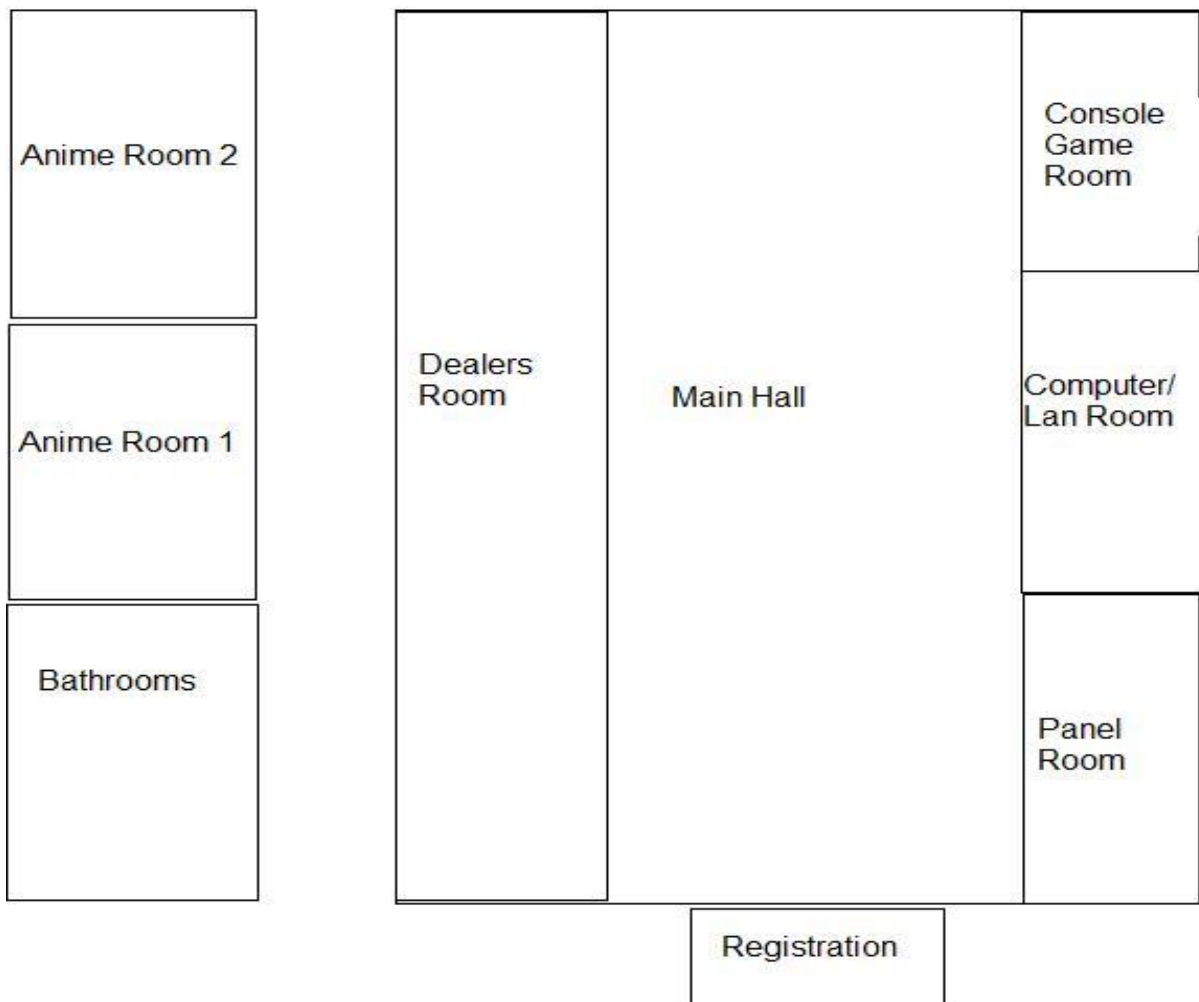 Anime Room 2
Anime Room 1
Bathrooms
Dealers
Room
Main Hall
Console
Game
Room
Computer/
Lan Room
Panel
Room
Registration